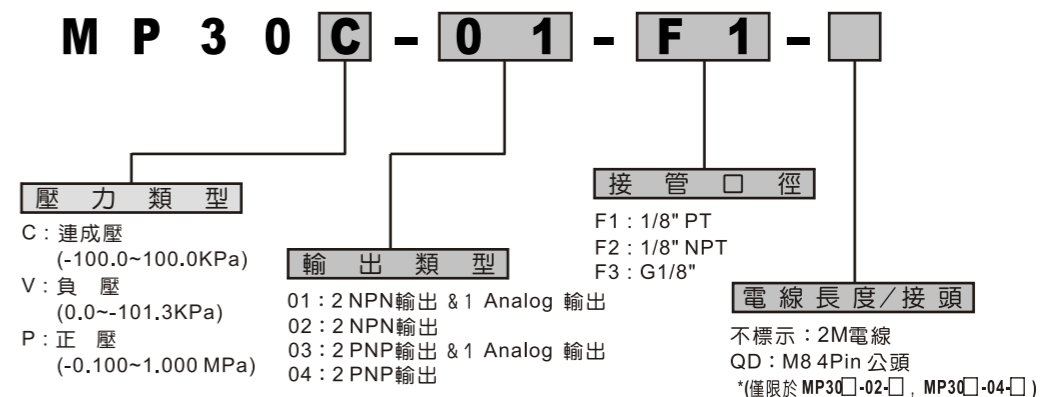 MP30C-01-F1-□
壓力類型
C：連成壓
(-100.0~100.0KPa)
V：負 壓
(0.0~-101.3KPa)
P：正 壓
(-0.100~1.000 MPa)
輸出類型
01：2 NPN輸出 &1 Analog 輸出
02：2 NPN輸出
03：2 PNP輸出 &1 Analog 輸出
04：2 PNP輸出
接管口徑
F1：1/8" PT
F2：1/8" NPT
F3：G1/8"
電線長度/接頭
不標示：2M電線
QD：M8 4Pin 公頭
*(僅限於 MP30□-02-□ , MP30□-04-□ )